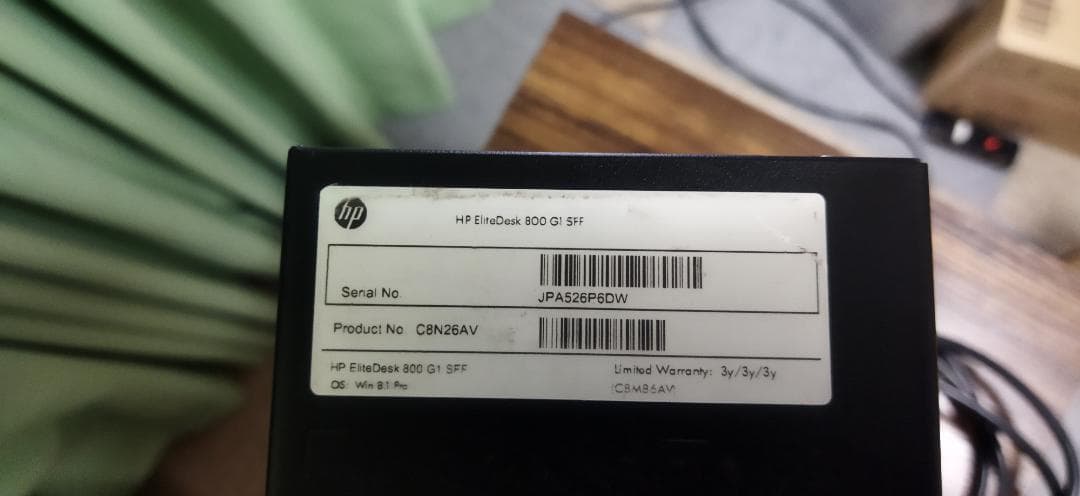 hp
HP EliteDesk 800 G1 SFF
Serial No.
JPA526P6DW
Product No C8N26AV
HP EliteDesk 800 G1 SFF
OS: Win 8.1 Pro
Limited Warranty: 3y/3y/3y
(C8M86AV)